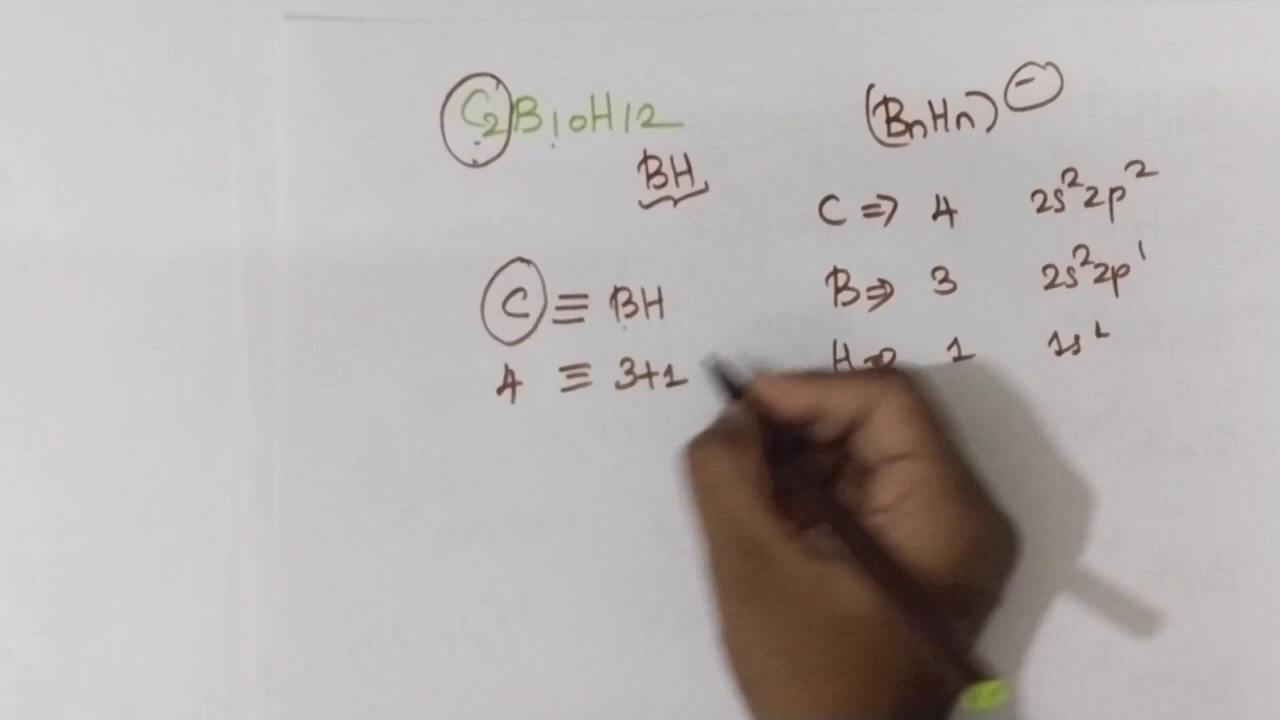 C₂B10H12
(BnHn)⁻
BH
C ⇒ 4 2s²2p²
B ⇒ 3 2s²2p¹
C ≡ BH
H ⇒ 1 1s¹
4 ≡ 3+1